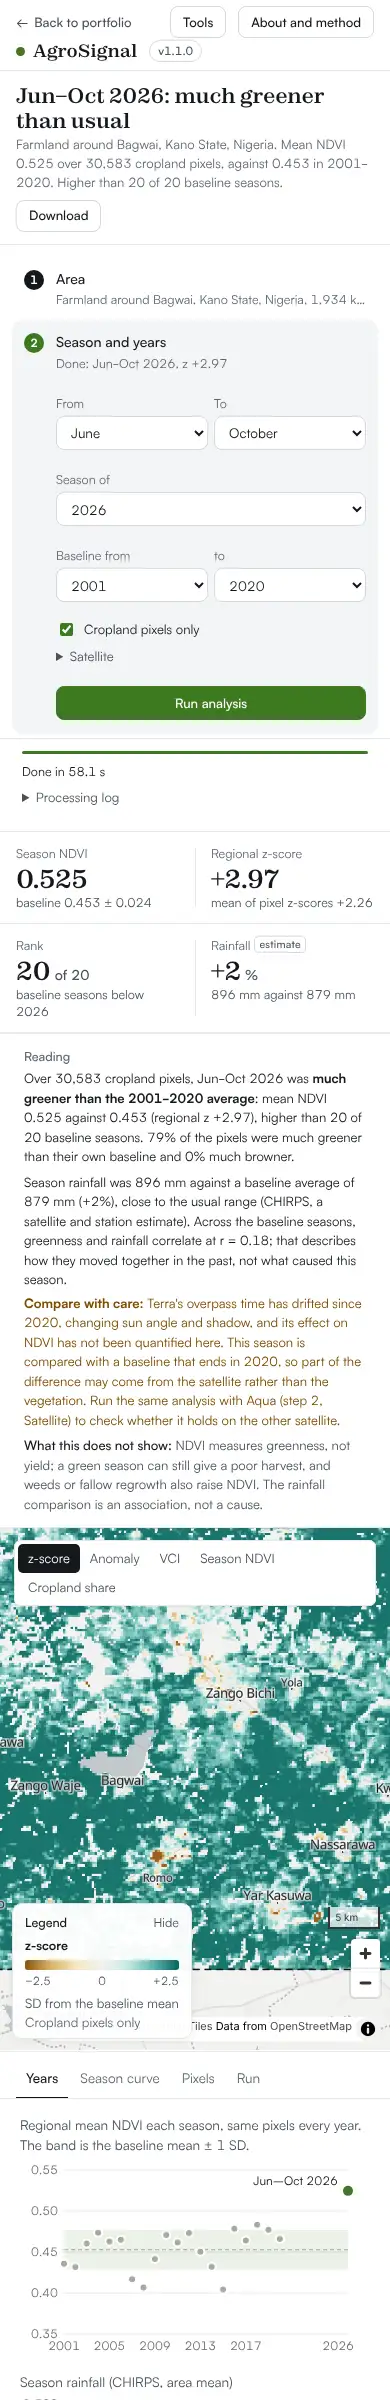 ← Back to portfolio
Tools
About and method
AgroSignal
v1.1.0
Jun–Oct 2026: much greener
than usual
Farmland around Bagwai, Kano State, Nigeria. Mean NDVI
0.525 over 30,583 cropland pixels, against 0.453 in 2001–
2020. Higher than 20 of 20 baseline seasons.
Download
1 Area
Farmland around Bagwai, Kano State, Nigeria, 1,934 k...
2 Season and years
Done: Jun–Oct 2026, z +2.97
From To
June October
Season of
2026
Baseline from to
2001 2020
Cropland pixels only
Satellite
Run analysis
Done in 58.1 s
Processing log
Season NDVI
0.525
baseline 0.453 ± 0.024
Regional z-score
+2.97
mean of pixel z-scores +2.26
Rank
20 of 20
baseline seasons below
2026
Rainfall estimate
+2 %
896 mm against 879 mm
Reading
Over 30,583 cropland pixels, Jun–Oct 2026 was much
greener than the 2001–2020 average: mean NDVI
0.525 against 0.453 (regional z +2.97), higher than 20 of
20 baseline seasons. 79% of the pixels were much greener
than their own baseline and 0% much browner.
Season rainfall was 896 mm against a baseline average of
879 mm (+2%), close to the usual range (CHIRPS, a
satellite and station estimate). Across the baseline seasons,
greenness and rainfall correlate at r = 0.18; that describes
how they moved together in the past, not what caused this
season.
Compare with care: Terra's overpass time has drifted since
2020, changing sun angle and shadow, and its effect on
NDVI has not been quantified here. This season is
compared with a baseline that ends in 2020, so part of the
difference may come from the satellite rather than the
vegetation. Run the same analysis with Aqua (step 2,
Satellite) to check whether it holds on the other satellite.
What this does not show: NDVI measures greenness, not
yield; a green season can still give a poor harvest, and
weeds or fallow regrowth also raise NDVI. The rainfall
comparison is an association, not a cause.
z-score Anomaly VCI Season NDVI
Cropland share
Zango Bichi
Yola
awa
Zango Waje
Bagwai
Kw
Nassarawa
Romo
Yar Kasuwa
5 km
Legend Hide
z-score
−2.5 0 +2.5
SD from the baseline mean
Cropland pixels only
+
−
Tiles Data from OpenStreetMap
Years Season curve Pixels Run
Regional mean NDVI each season, same pixels every year.
The band is the baseline mean ± 1 SD.
0.55
Jun–Oct 2026
0.50
0.45
0.40
0.35
2001 2005 2009 2013 2017 2026
Season rainfall (CHIRPS, area mean)